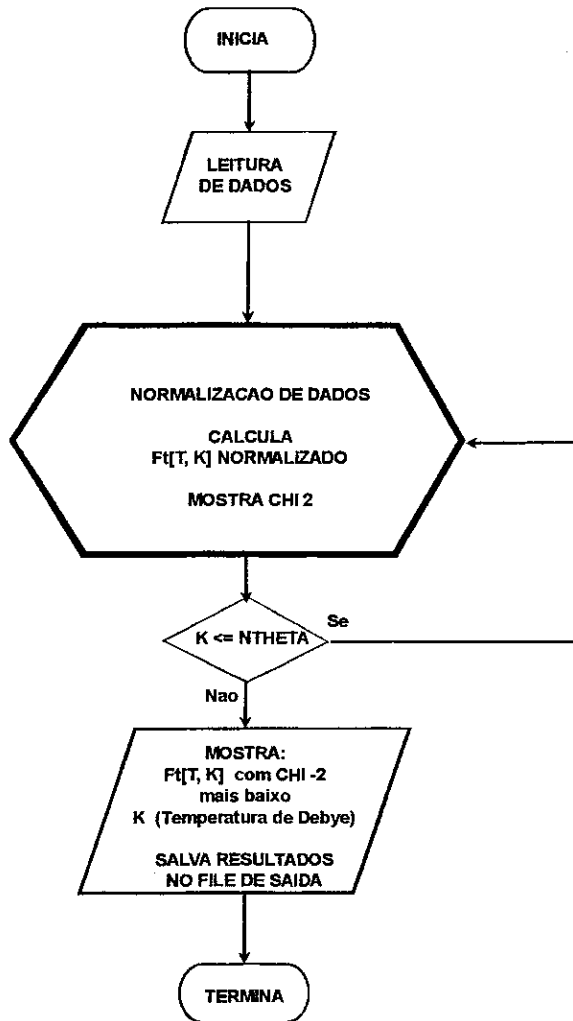 INICIA
LEITURA
DE DADOS
NORMALIZACAO DE DADOS
CALCULA
Ft[T, K] NORMALIZADO
MOSTRA CHI 2
K <= NTHETA
Se
Nao
MOSTRA:
Ft[T, K] com CHI -2
mais baixo
K (Temperatura de Debye)
SALVA RESULTADOS
NO FILE DE SAIDA
TERMINA